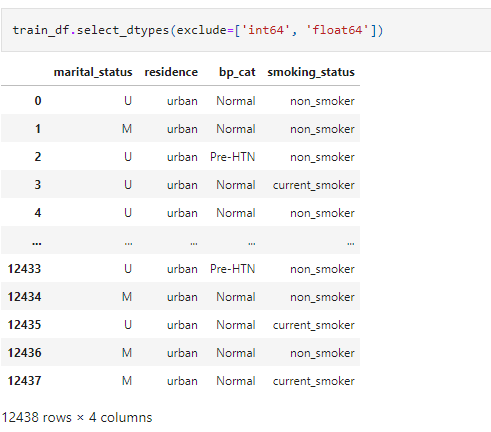 train_df.select_dtypes(exclude=['int64', 'float64'])
marital_status residence bp_cat smoking_status
0 U urban Normal non_smoker
1 M urban Normal non_smoker
2 U urban Pre-HTN non_smoker
3 U urban Normal current_smoker
4 U urban Normal non_smoker
... ... ... ... ...
12433 U urban Pre-HTN non_smoker
12434 M urban Normal non_smoker
12435 U urban Normal current_smoker
12436 M urban Normal non_smoker
12437 M urban Normal current_smoker
12438 rows × 4 columns